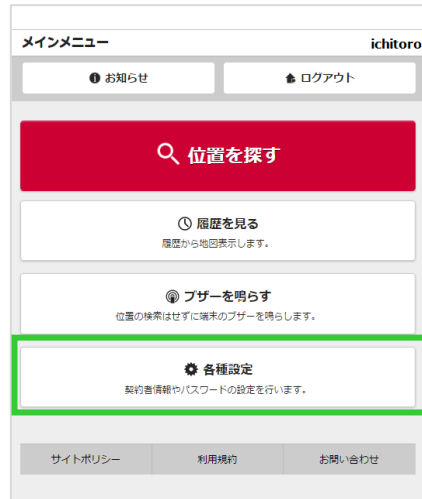 メインメニュー ichitoro
お知らせ ログアウト
位置を探す
履歴を見る
履歴から地図表示します。
ブザーを鳴らす
位置の検索はせずに端末のブザーを鳴らします。
各種設定
契約者情報やパスワードの設定を行います。
サイトポリシー 利用規約 お問い合わせ